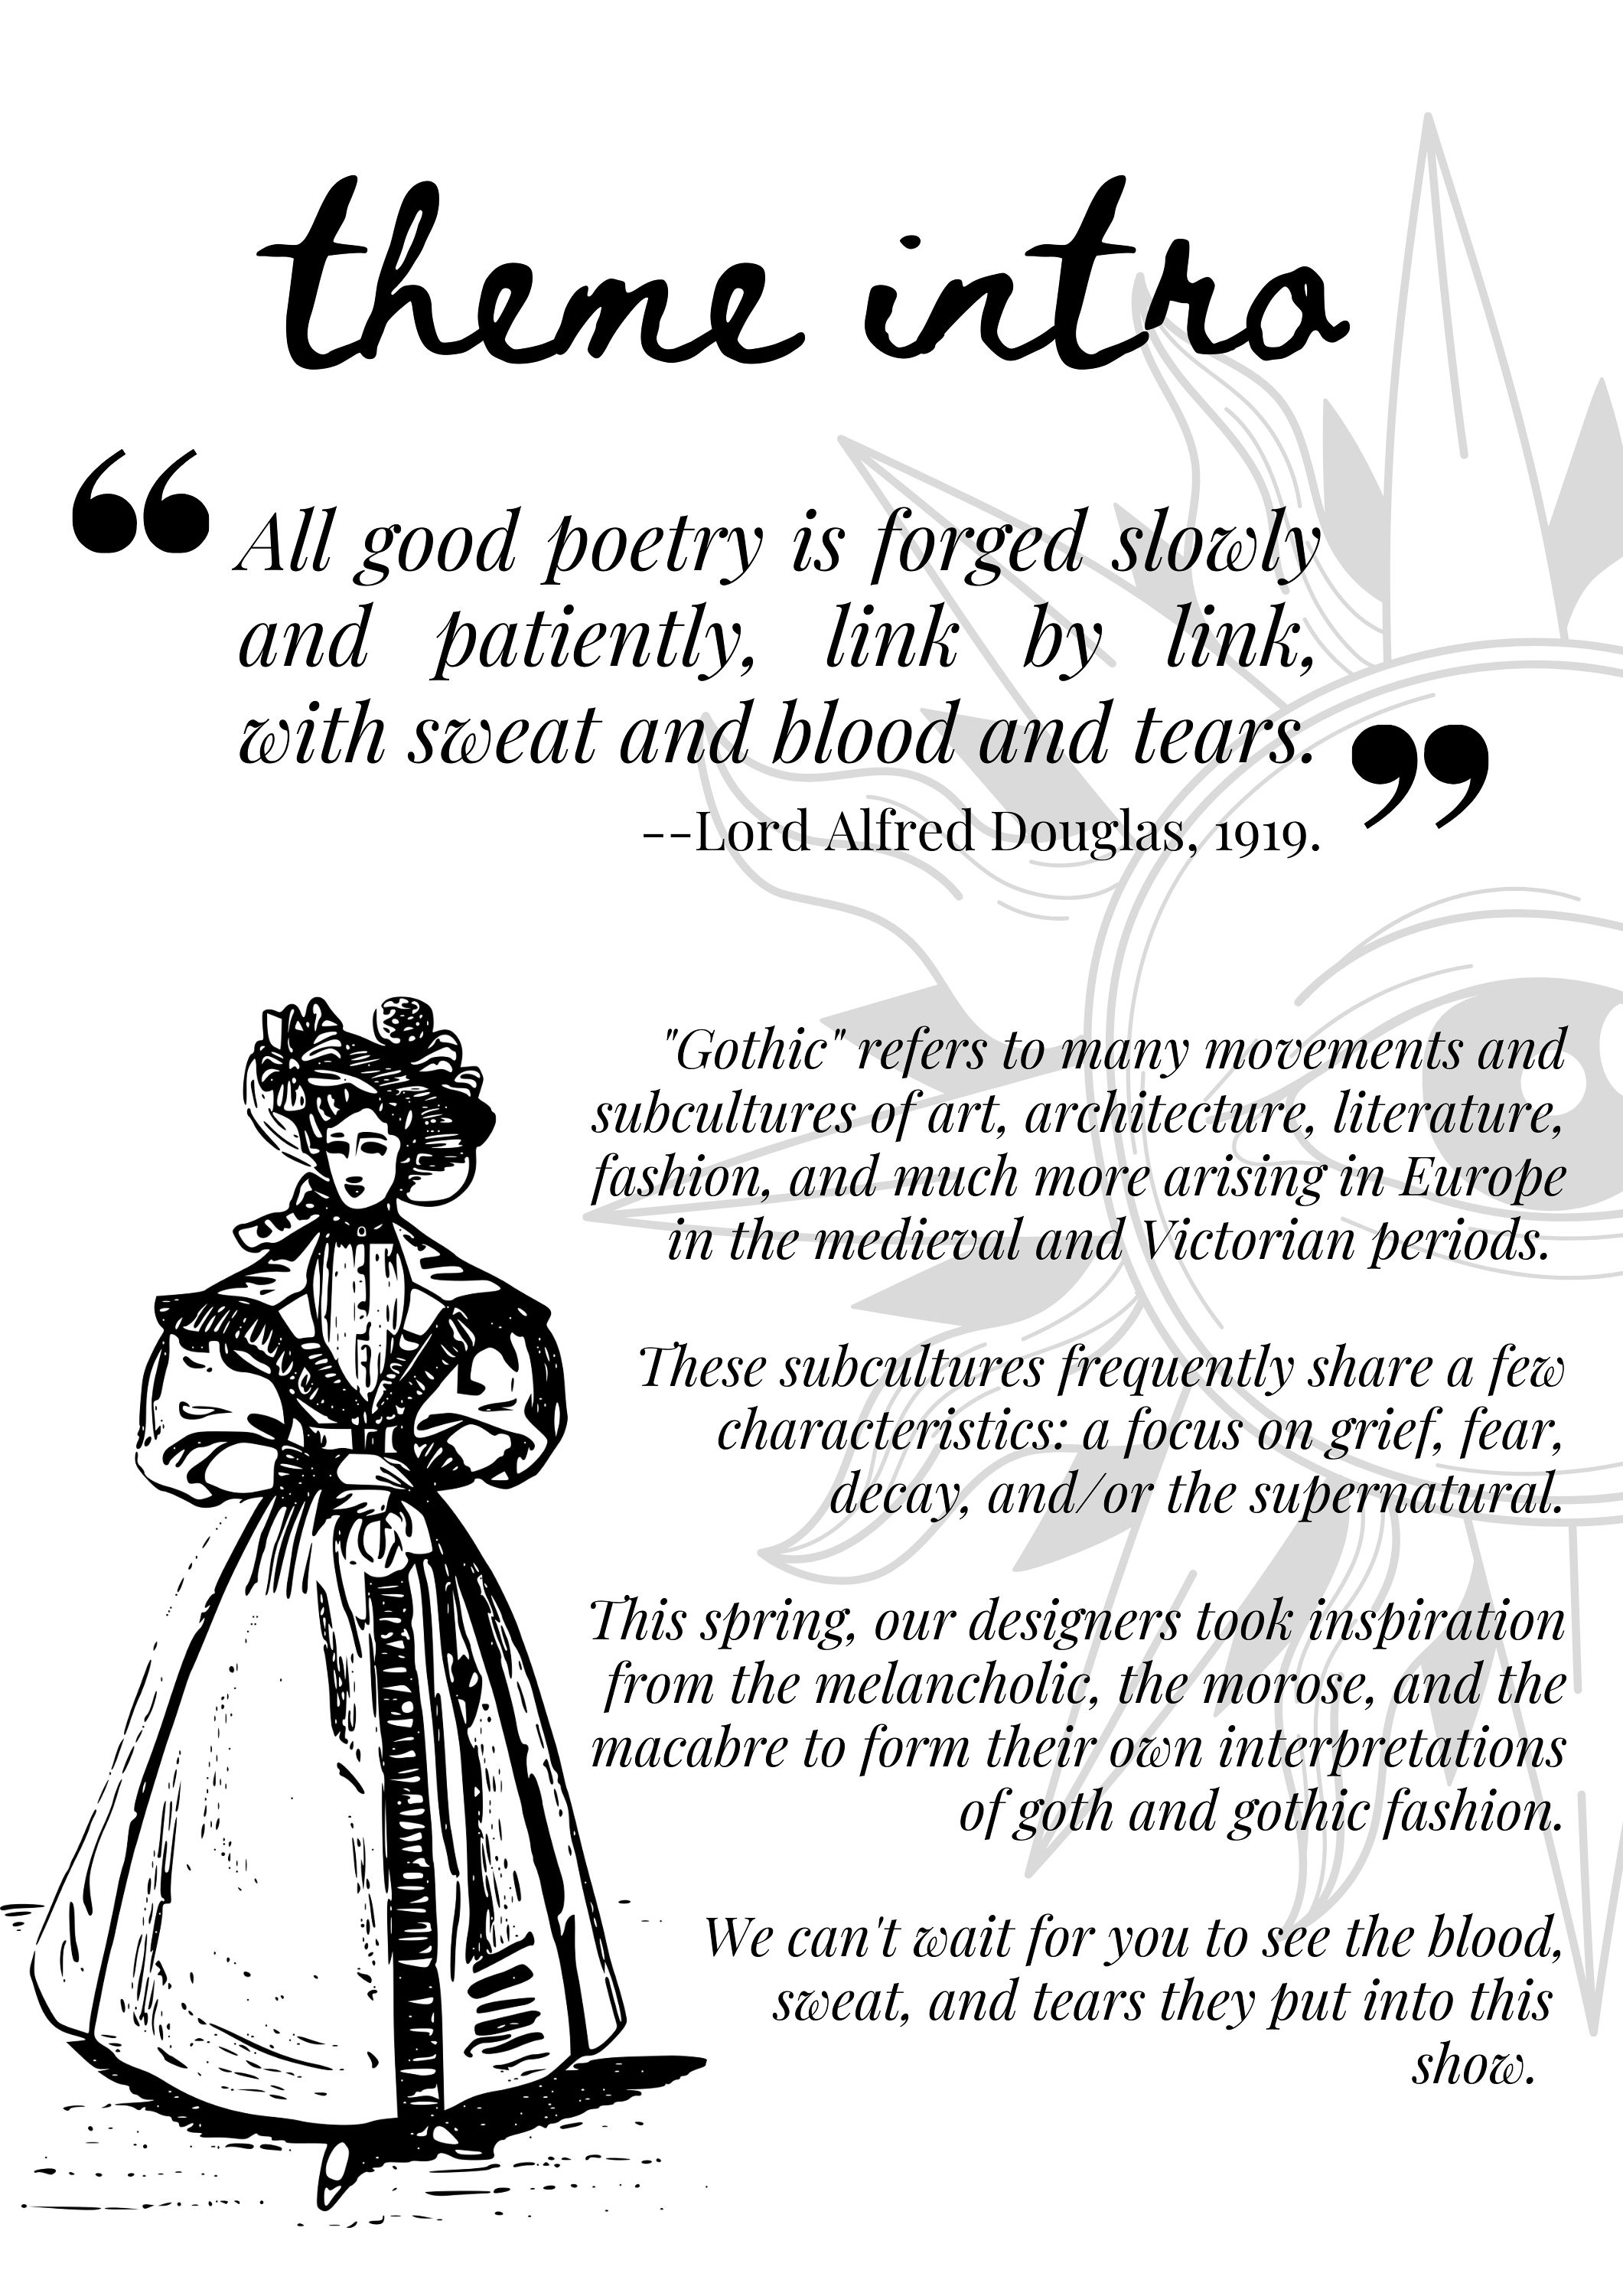 theme intro
“ All good poetry is forged slowly
and patiently, link by link,
with sweat and blood and tears. ”
--Lord Alfred Douglas, 1919.
"Gothic" refers to many movements and
subcultures of art, architecture, literature,
fashion, and much more arising in Europe
in the medieval and Victorian periods.
These subcultures frequently share a few
characteristics: a focus on grief, fear,
decay, and/or the supernatural.
This spring, our designers took inspiration
from the melancholic, the morose, and the
macabre to form their own interpretations
of goth and gothic fashion.
We can't wait for you to see the blood,
sweat, and tears they put into this
show.